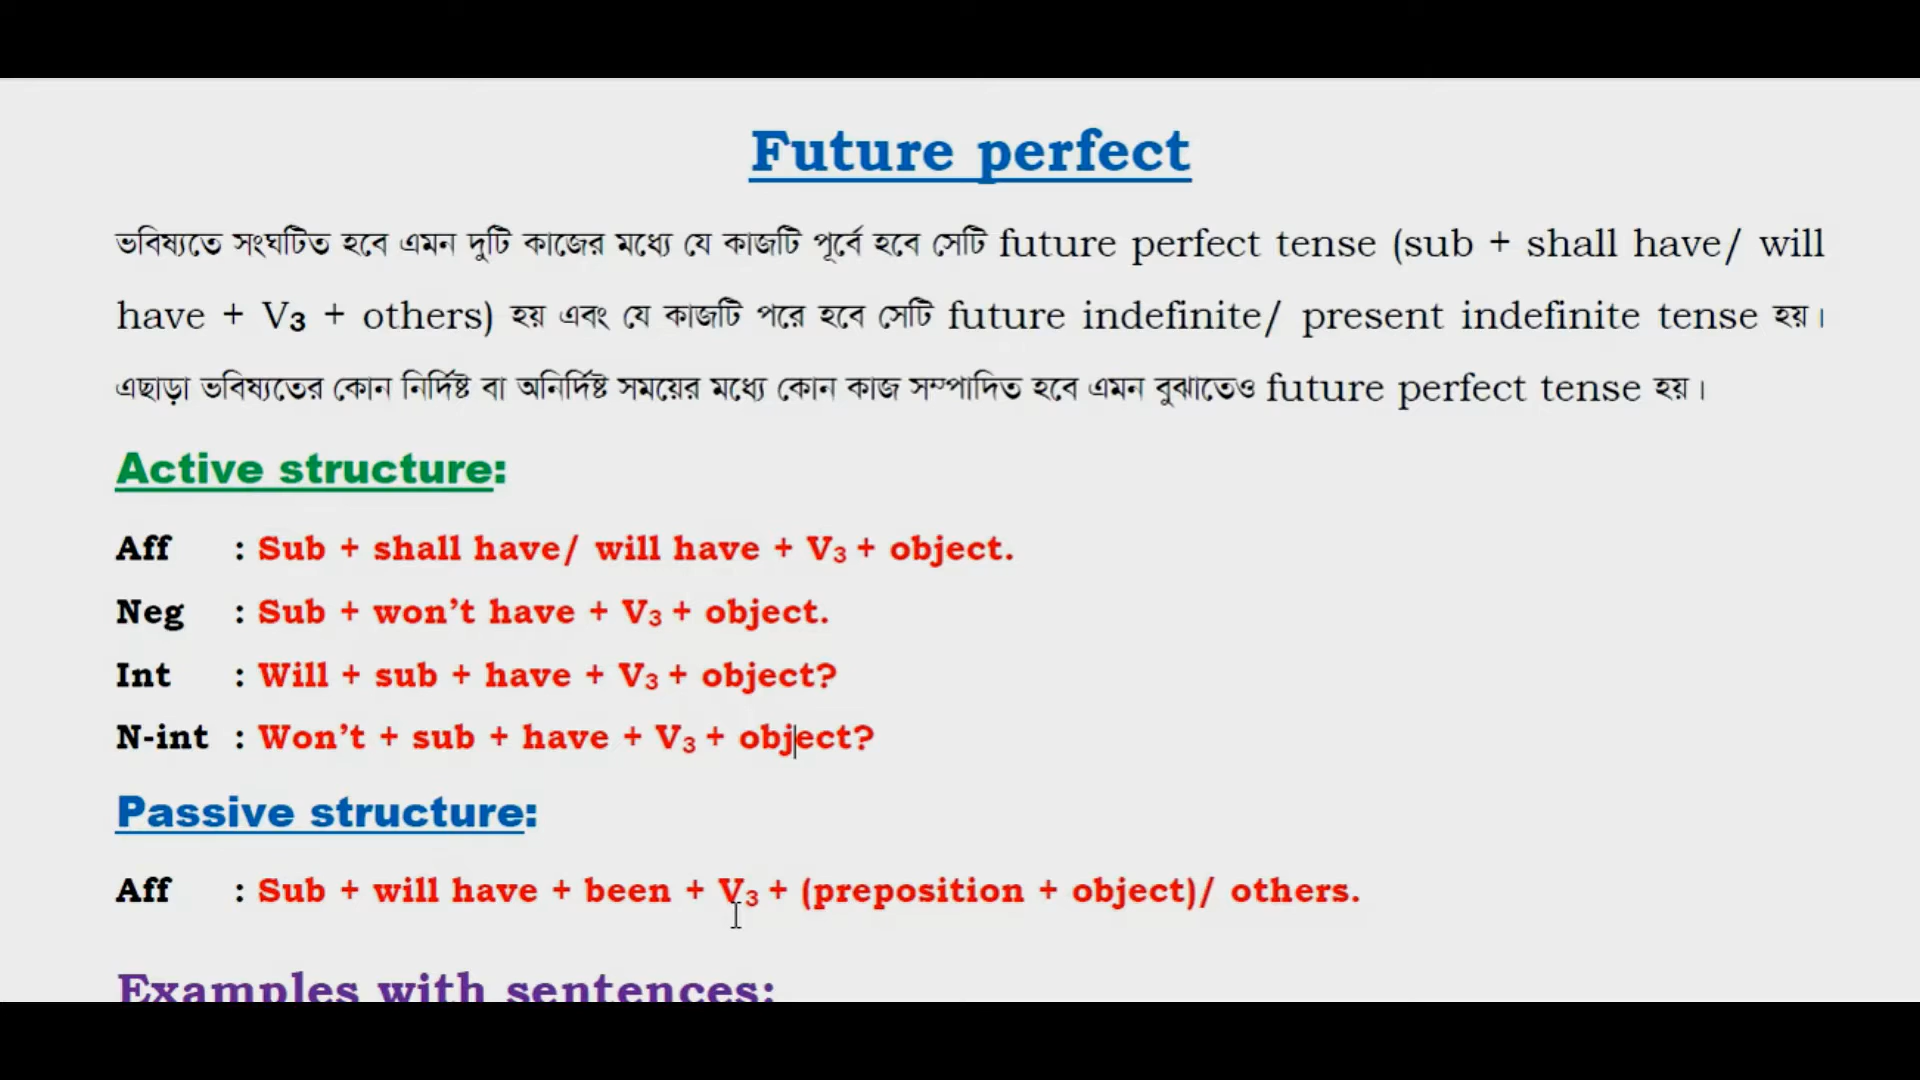 Future perfect
ভবিষ্যতে সংঘটিত হবে এমন দুটি কাজের মধ্যে যে কাজটি পূর্বে হবে সেটি future perfect tense (sub + shall have/ will
have + V₃ + others) হয় এবং যে কাজটি পরে হবে সেটি future indefinite/ present indefinite tense হয়।
এছাড়া ভবিষ্যতের কোন নির্দিষ্ট বা অনির্দিষ্ট সময়ের মধ্যে কোন কাজ সম্পাদিত হবে এমন বুঝাতেও future perfect tense হয়।
Active structure:
Aff : Sub + shall have/ will have + V₃ + object.
Neg : Sub + won’t have + V₃ + object.
Int : Will + sub + have + V₃ + object?
N-int : Won’t + sub + have + V₃ + object?
Passive structure:
Aff : Sub + will have + been + V₃ + (preposition + object)/ others.
Examples with sentences: